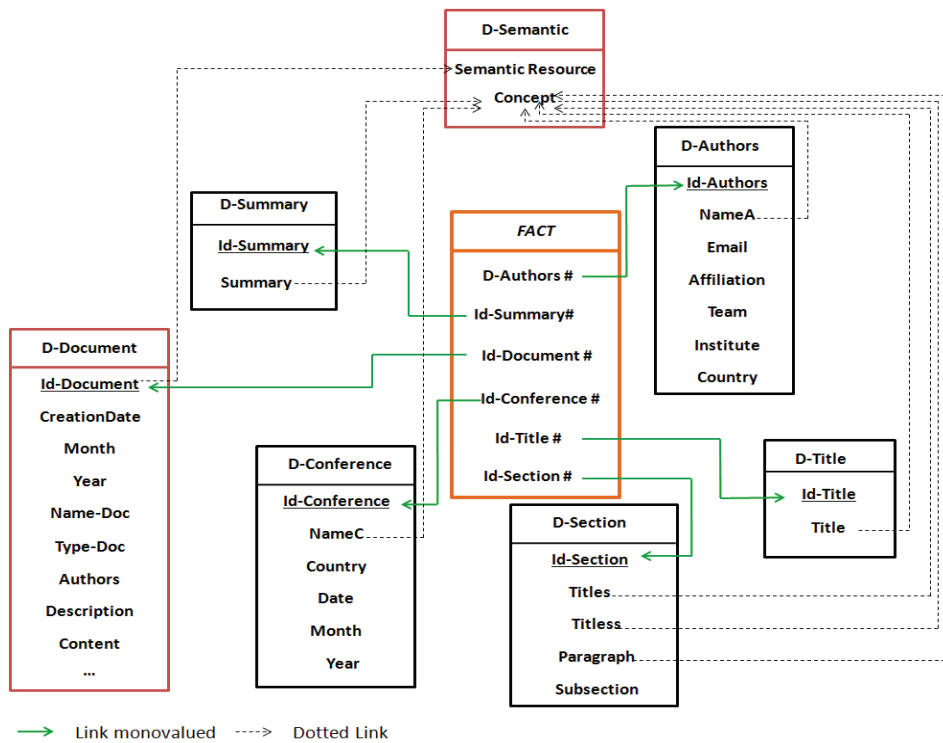 D-Semantic
Semantic Resource
Concept
D-Authors
Id-Authors
NameA
Email
Affiliation
Team
Institute
Country
D-Summary
Id-Summary
Summary
FACT
D-Authors #
Id-Summary#
Id-Document #
Id-Conference #
Id-Title #
Id-Section #
D-Document
Id-Document
CreationDate
Month
Year
Name-Doc
Type-Doc
Authors
Description
Content
...
D-Conference
Id-Conference
NameC
Country
Date
Month
Year
D-Title
Id-Title
Title
D-Section
Id-Section
Titles
Titless
Paragraph
Subsection
Link monovalued
Dotted Link